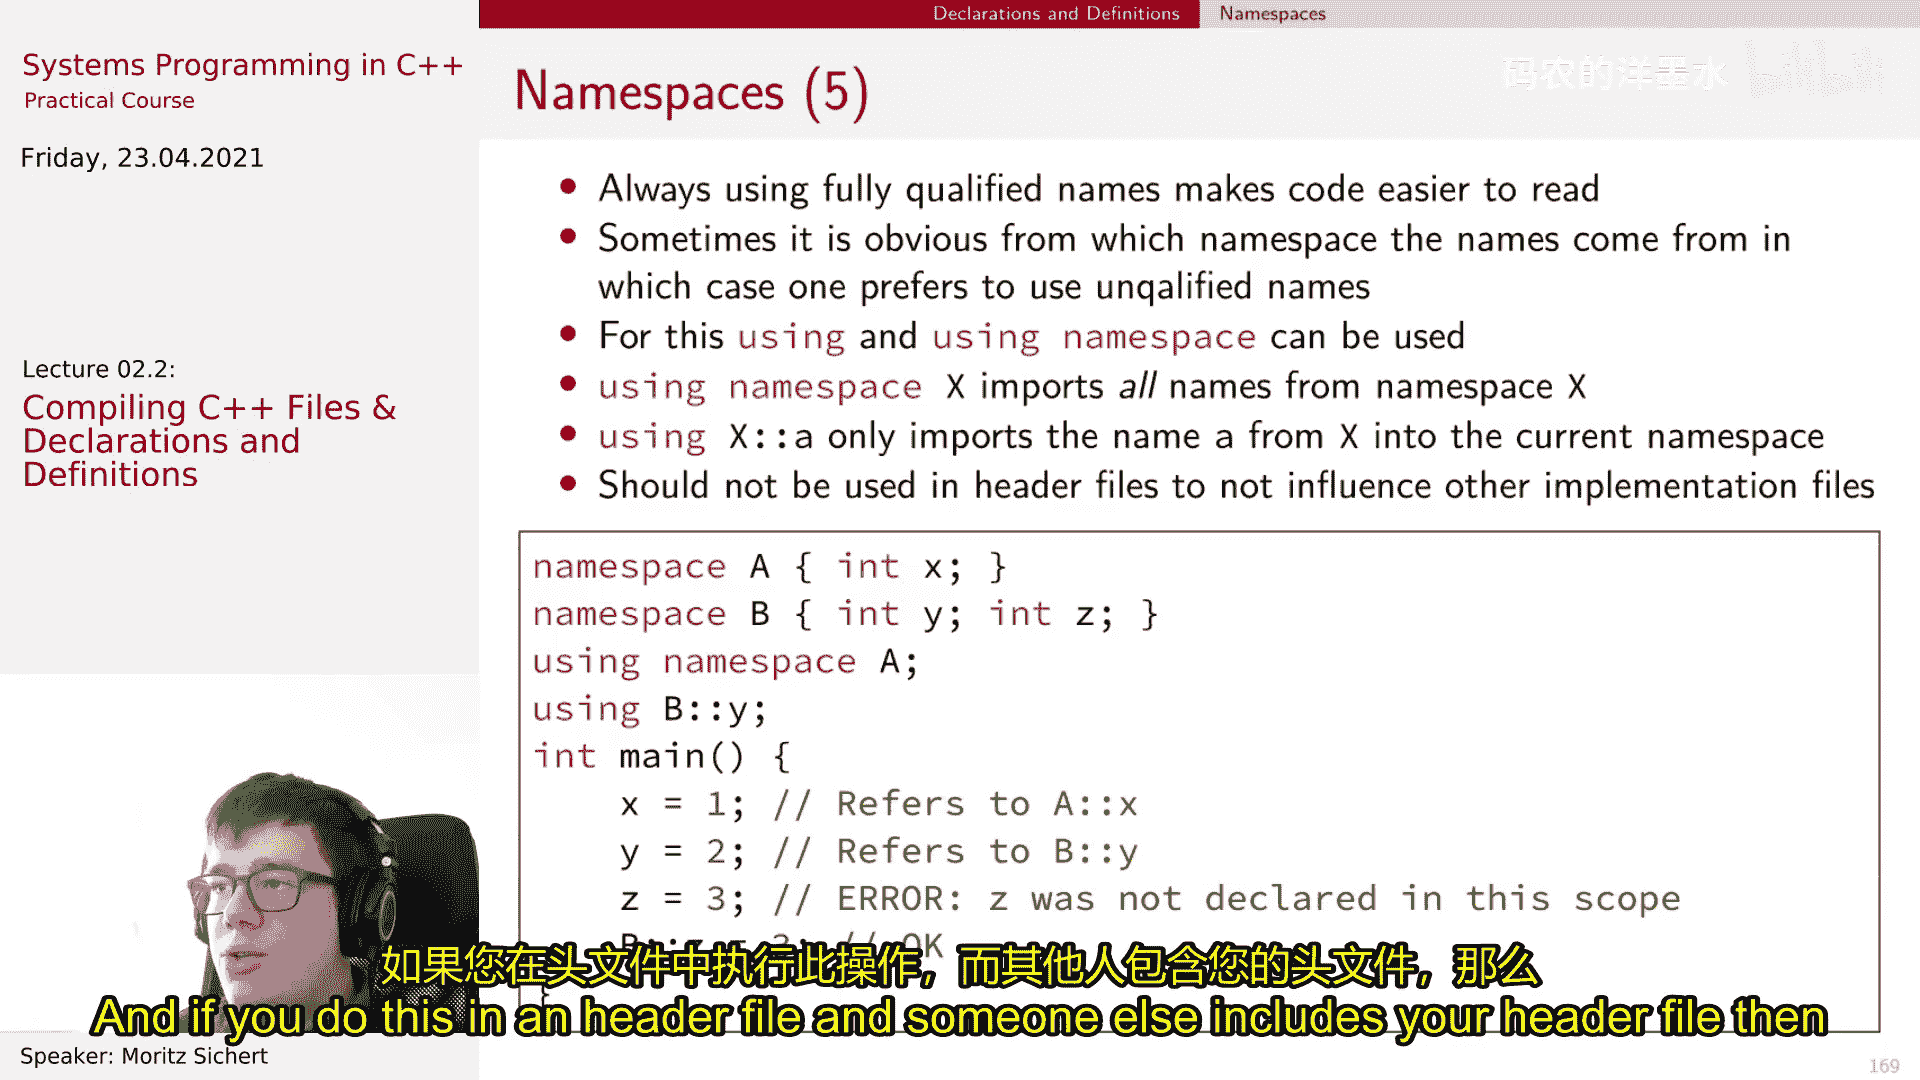 Declarations and Definitions Namespaces
Systems Programming in C++
Practical Course
Friday, 23.04.2021
Lecture 02.2:
Compiling C++ Files &
Declarations and
Definitions
Namespaces (5)
码农的洋墨水
• Always using fully qualified names makes code easier to read
• Sometimes it is obvious from which namespace the names come from in
which case one prefers to use unqalified names
• For this using and using namespace can be used
• using namespace X imports all names from namespace X
• using X::a only imports the name a from X into the current namespace
• Should not be used in header files to not influence other implementation files
namespace A { int x; }
namespace B { int y; int z; }
using namespace A;
using B::y;
int main() {
x = 1; // Refers to A::x
y = 2; // Refers to B::y
z = 3; // ERROR: z was not declared in this scope
// OK
}
如果您在头文件中执行此操作，而其他人包含您的头文件，那么
And if you do this in an header file and someone else includes your header file then
Speaker: Moritz Sichert
169